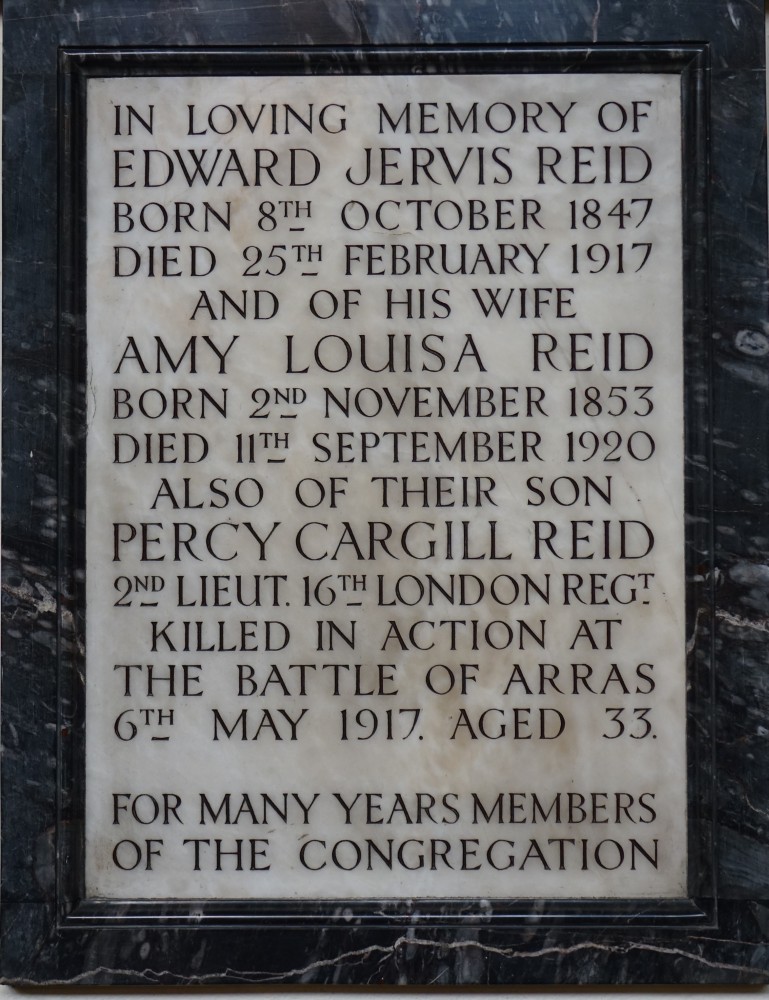 IN LOVING MEMORY OF
EDWARD JERVIS REID
BORN 8TH OCTOBER 1847
DIED 25TH FEBRUARY 1917
AND OF HIS WIFE
AMY LOUISA REID
BORN 2ND NOVEMBER 1853
DIED 11TH SEPTEMBER 1920
ALSO OF THEIR SON
PERCY CARGILL REID
2ND LIEUT. 16TH LONDON REGT
KILLED IN ACTION AT
THE BATTLE OF ARRAS
6TH MAY 1917. AGED 33.
FOR MANY YEARS MEMBERS
OF THE CONGREGATION